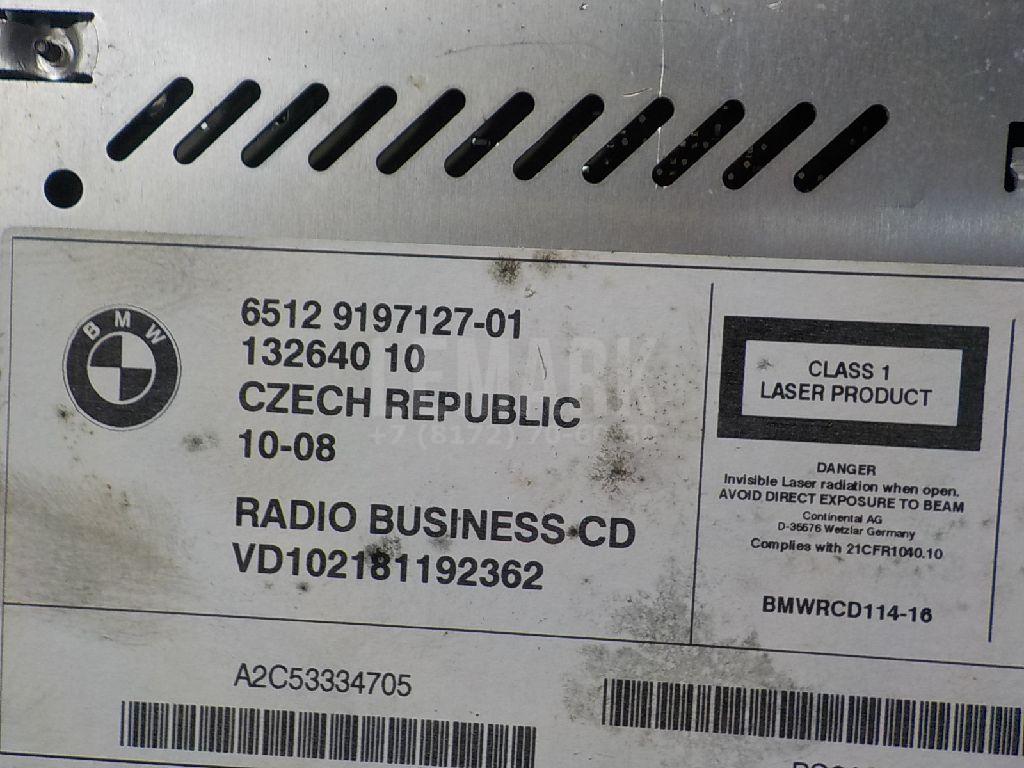 BMW
6512 9197127-01
132640 10
CZECH REPUBLIC
10-08
RADIO BUSINESS CD
VD102181192362
A2C53334705
CLASS 1
LASER PRODUCT
DANGER
Invisible Laser radiation when open.
AVOID DIRECT EXPOSURE TO BEAM
Continental AG
D-35576 Wetzlar Germany
Complies with 21CFR1040.10
BMWRCD114-16
LEMARK